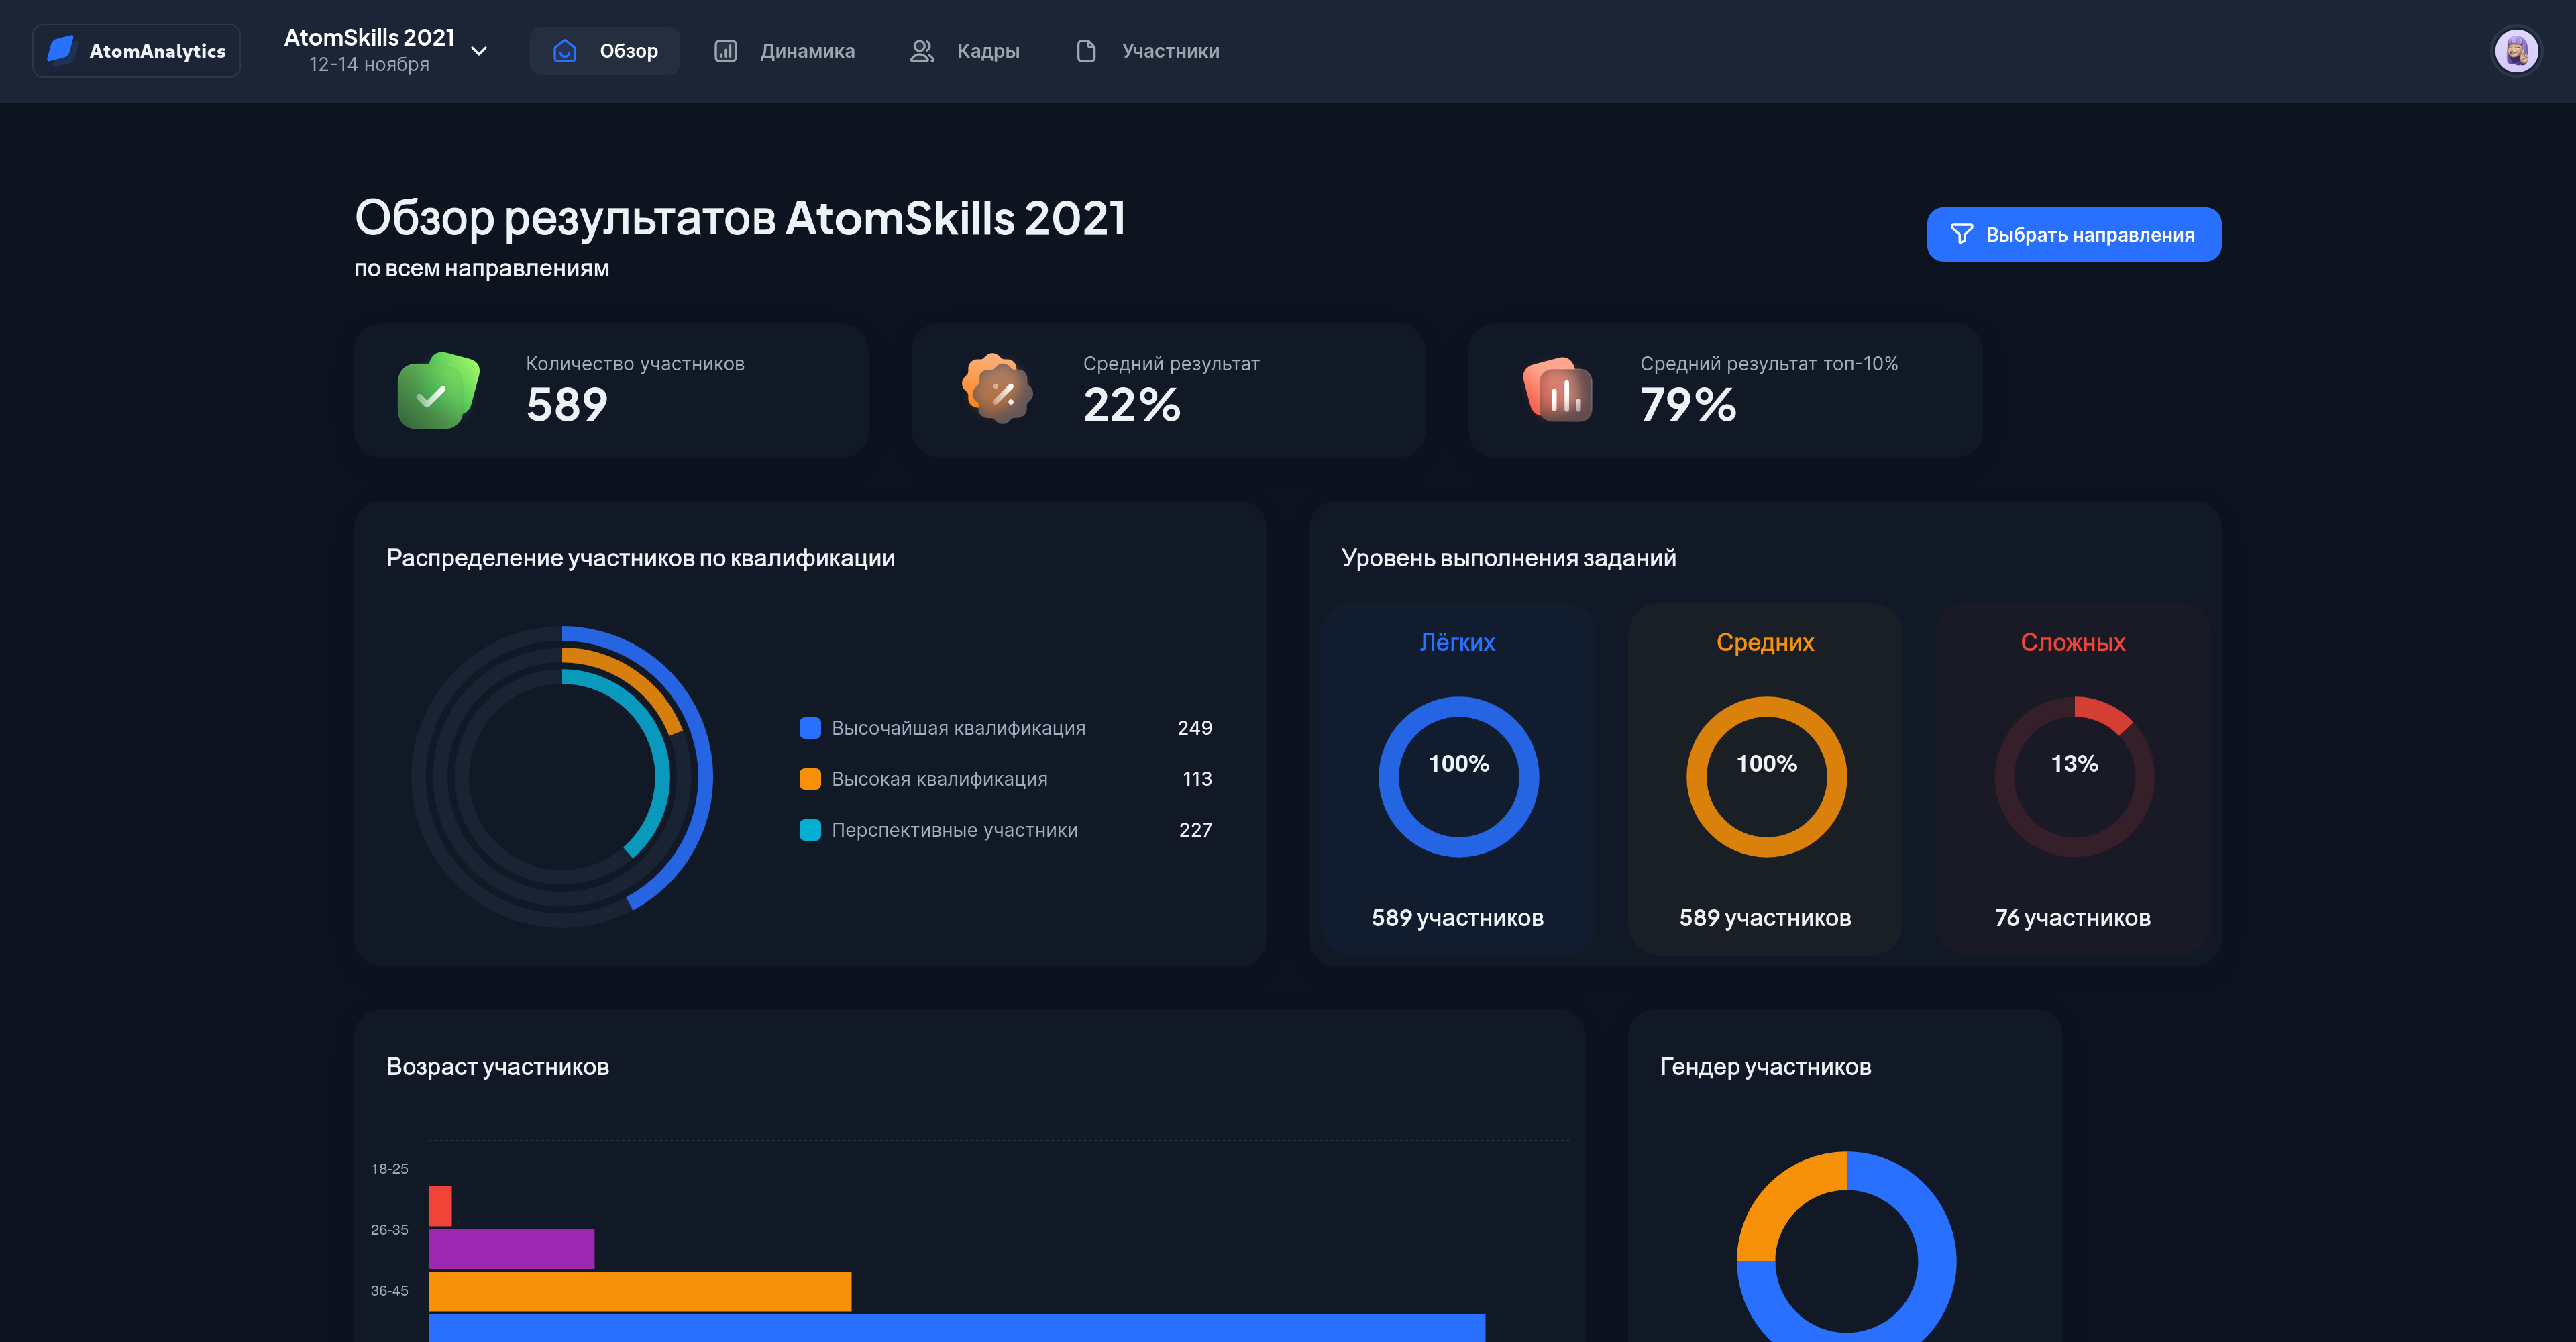 AtomAnalytics
AtomSkills 2021
12-14 ноября
Обзор
Динамика
Кадры
Участники
Обзор результатов AtomSkills 2021
по всем направлениям
Выбрать направления
Количество участников
589
Средний результат
22%
Средний результат топ-10%
79%
Распределение участников по квалификации
Высочайшая квалификация 249
Высокая квалификация 113
Перспективные участники 227
Уровень выполнения заданий
Лёгких
100%
589 участников
Средних
100%
589 участников
Сложных
13%
76 участников
Возраст участников
18-25
26-35
36-45
Гендер участников